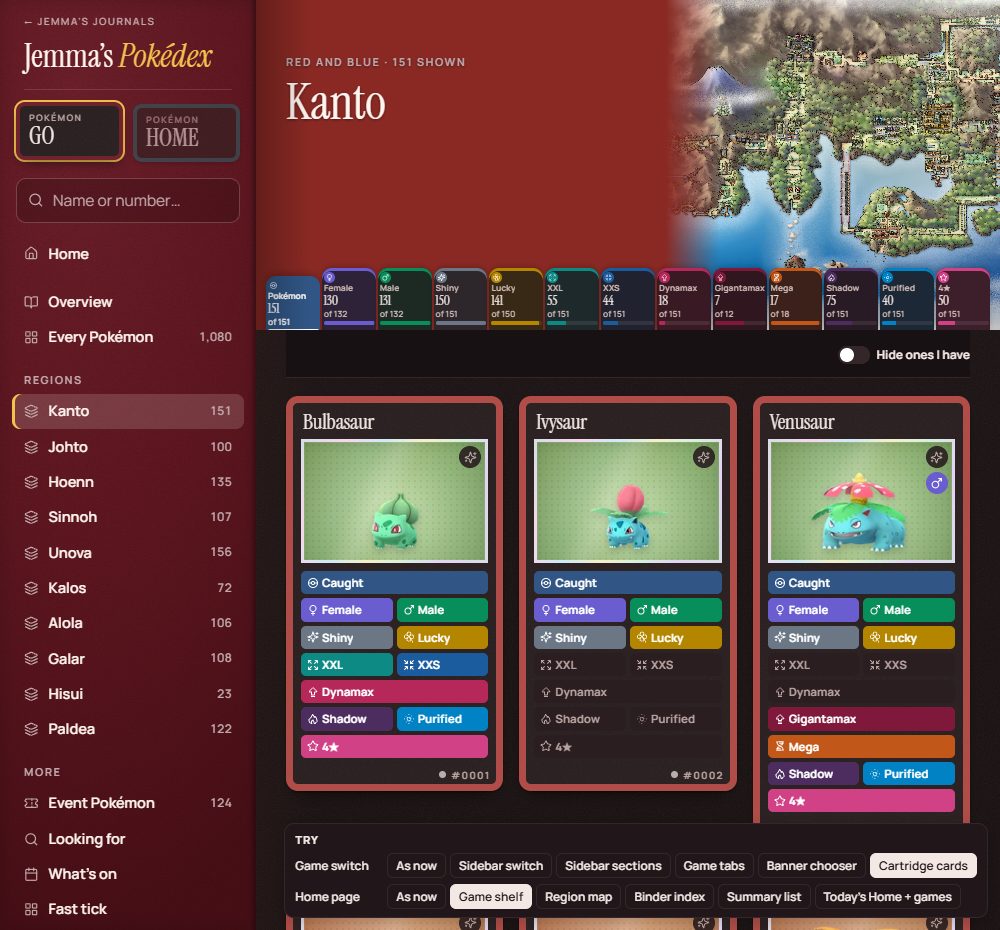 ← JEMMA'S JOURNALS
Jemma's Pokédex
POKÉMON
GO
POKÉMON
HOME
Name or number...
Home
Overview
Every Pokémon 1,080
REGIONS
Kanto 151
Johto 100
Hoenn 135
Sinnoh 107
Unova 156
Kalos 72
Alola 106
Galar 108
Hisui 23
Paldea 122
MORE
Event Pokémon 124
Looking for
What's on
Fast tick
RED AND BLUE · 151 SHOWN
Kanto
Pokémon
151
of 151
Female
130
of 132
Male
131
of 132
Shiny
150
of 151
Lucky
141
of 150
XXL
55
of 151
XXS
44
of 151
Dynamax
18
of 151
Gigantamax
7
of 12
Mega
17
of 18
Shadow
75
of 151
Purified
40
of 151
4★
50
of 151
Hide ones I have
Bulbasaur
Caught
Female Male
Shiny Lucky
XXL XXS
Dynamax
Shadow Purified
4★
#0001
Ivysaur
Caught
Female Male
Shiny Lucky
XXL XXS
Dynamax
Shadow Purified
4★
#0002
Venusaur
Caught
Female Male
Shiny Lucky
XXL XXS
Dynamax
Gigantamax
Mega
Shadow Purified
4★
TRY
Game switch As now Sidebar switch Sidebar sections Game tabs Banner chooser Cartridge cards
Home page As now Game shelf Region map Binder index Summary list Today's Home + games